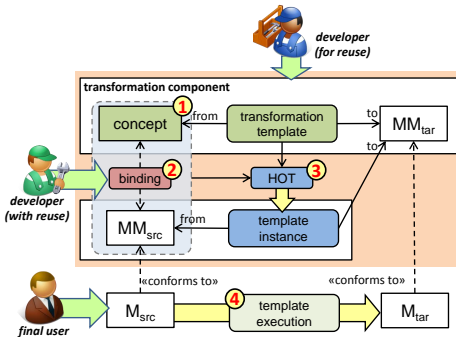 developer
(for reuse)
transformation component
1
concept
from
transformation
template
to
MMtar
to
developer
(with reuse)
binding
2
HOT
3
MMsrc
from
template
instance
«conforms to»
«conforms to»
final user
Msrc
4
template
execution
Mtar